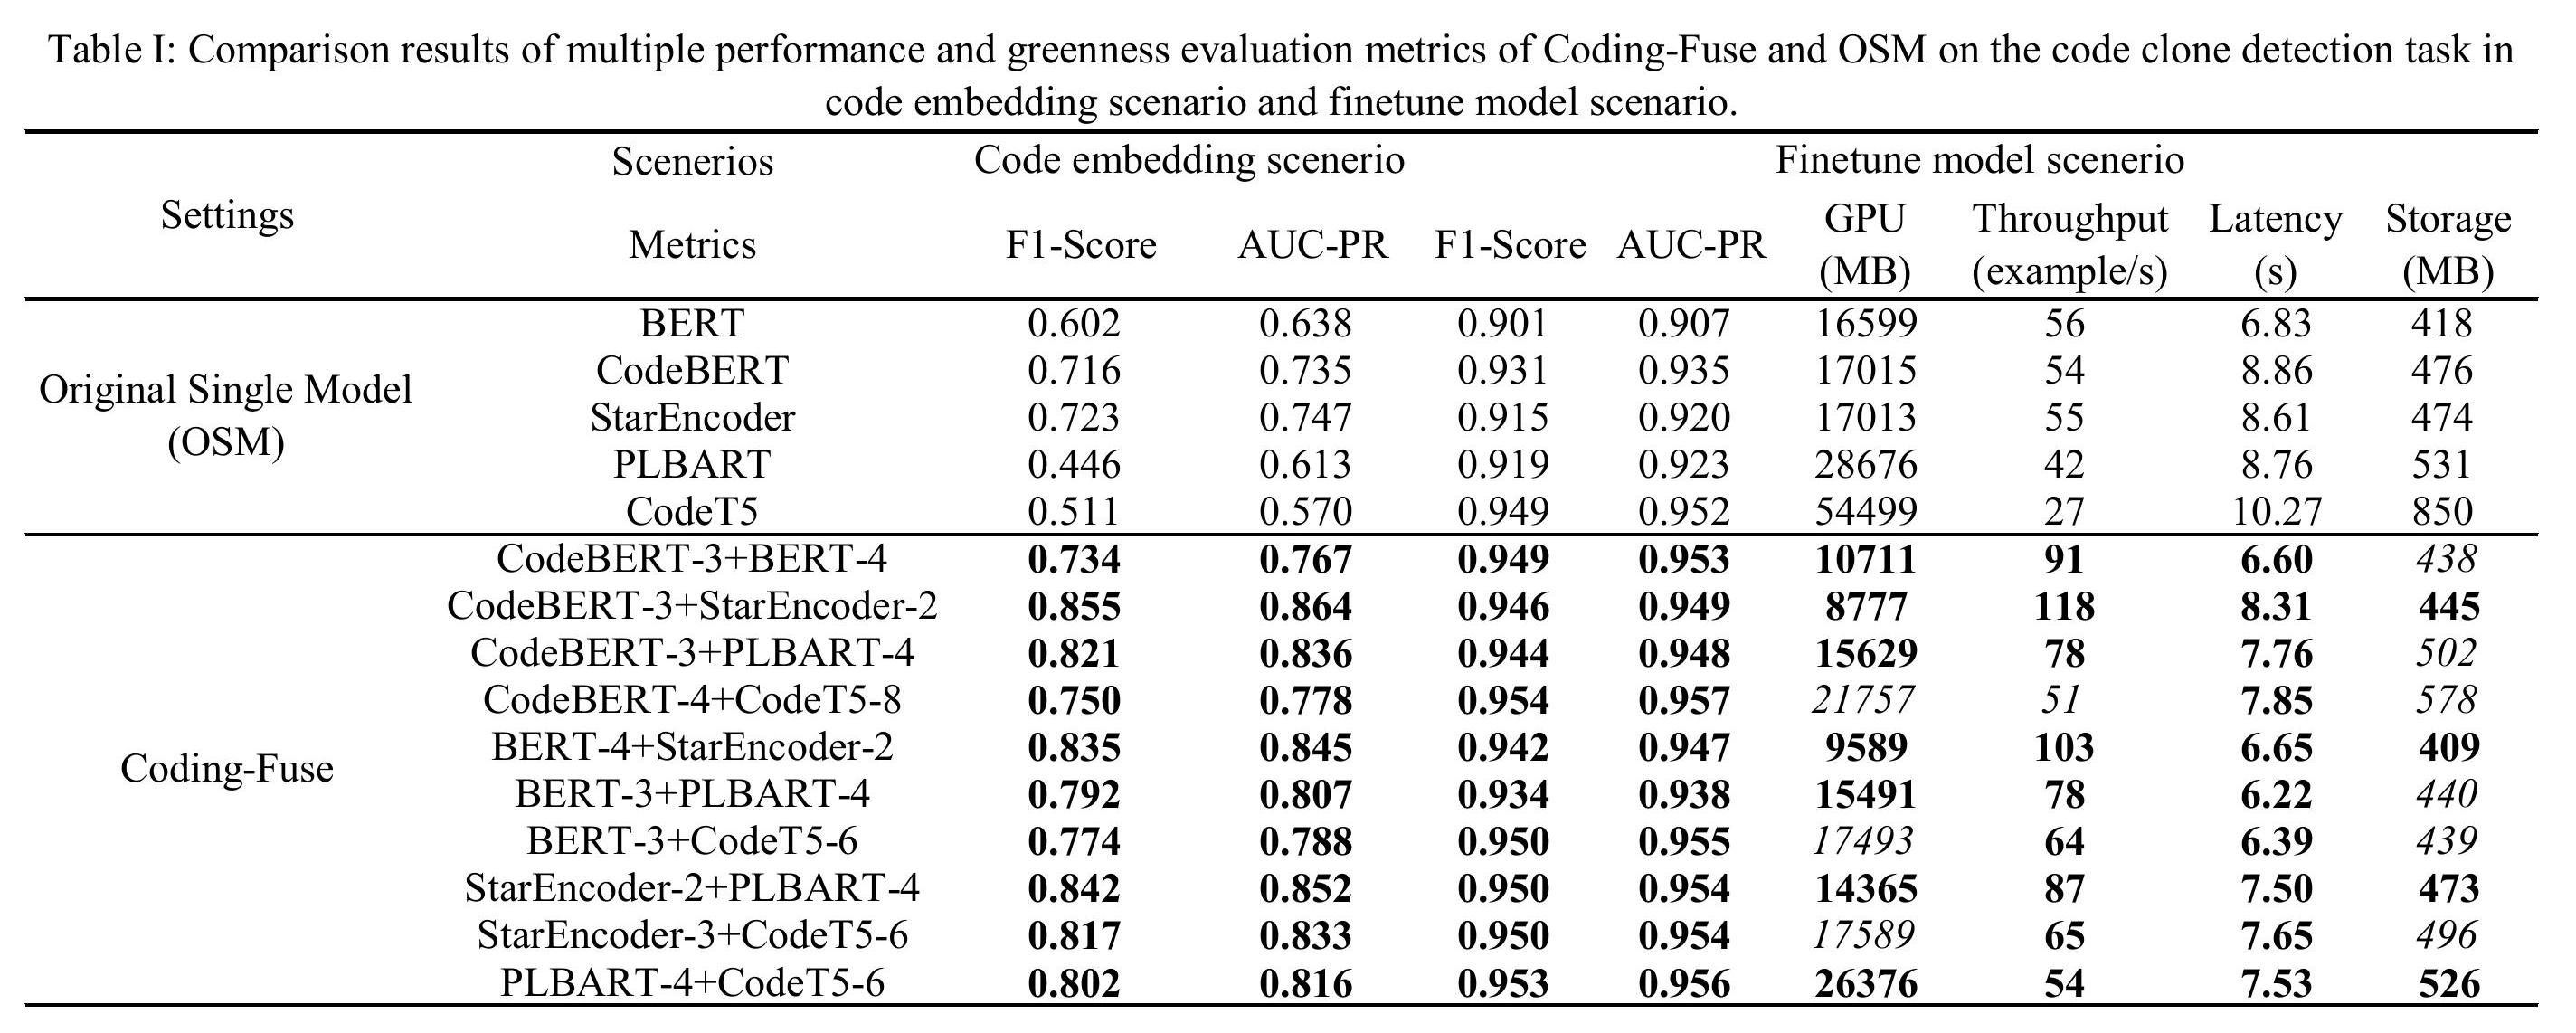 Table I: Comparison results of multiple performance and greenness evaluation metrics of Coding-Fuse and OSM on the code clone detection task in
code embedding scenario and finetune model scenario.
Settings Scenerios Code embedding scenerio Finetune model scenerio
Metrics F1-Score AUC-PR F1-Score AUC-PR GPU (MB) Throughput (example/s) Latency (s) Storage (MB)
Original Single Model (OSM)
BERT 0.602 0.638 0.901 0.907 16599 56 6.83 418
CodeBERT 0.716 0.735 0.931 0.935 17015 54 8.86 476
StarEncoder 0.723 0.747 0.915 0.920 17013 55 8.61 474
PLBART 0.446 0.613 0.919 0.923 28676 42 8.76 531
CodeT5 0.511 0.570 0.949 0.952 54499 27 10.27 850
Coding-Fuse
CodeBERT-3+BERT-4 0.734 0.767 0.949 0.953 10711 91 6.60 438
CodeBERT-3+StarEncoder-2 0.855 0.864 0.946 0.949 8777 118 8.31 445
CodeBERT-3+PLBART-4 0.821 0.836 0.944 0.948 15629 78 7.76 502
CodeBERT-4+CodeT5-8 0.750 0.778 0.954 0.957 21757 51 7.85 578
BERT-4+StarEncoder-2 0.835 0.845 0.942 0.947 9589 103 6.65 409
BERT-3+PLBART-4 0.792 0.807 0.934 0.938 15491 78 6.22 440
BERT-3+CodeT5-6 0.774 0.788 0.950 0.955 17493 64 6.39 439
StarEncoder-2+PLBART-4 0.842 0.852 0.950 0.954 14365 87 7.50 473
StarEncoder-3+CodeT5-6 0.817 0.833 0.950 0.954 17589 65 7.65 496
PLBART-4+CodeT5-6 0.802 0.816 0.953 0.956 26376 54 7.53 526